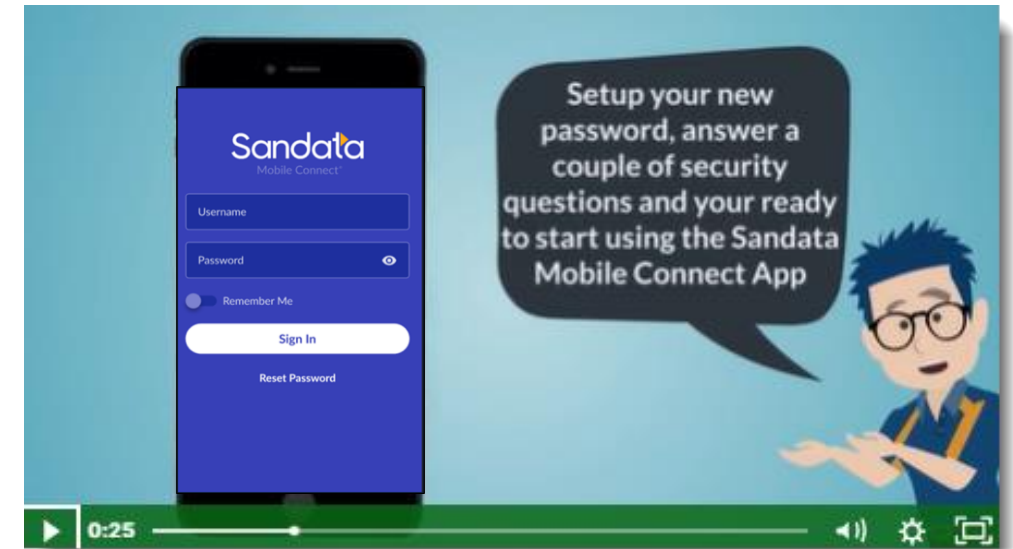 Sandata
Mobile Connect
Username
Password
Remember Me
Sign In
Reset Password
Setup your new
password, answer a
couple of security
questions and your ready
to start using the Sandata
Mobile Connect App
0:25